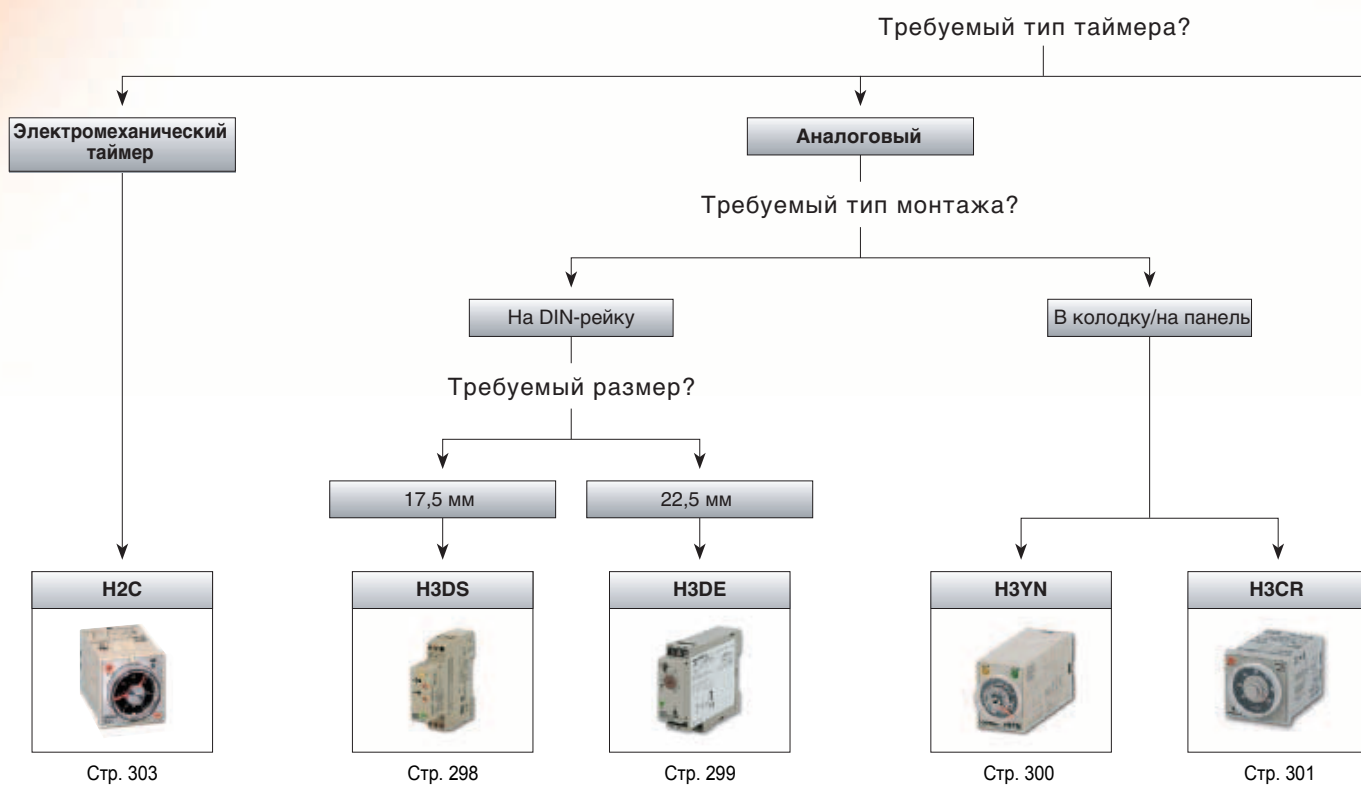 Требуемый тип таймера?
Электромеханический
таймер
Аналоговый
Требуемый тип монтажа?
На DIN-рейку
В колодку/на панель
Требуемый размер?
17,5 мм
22,5 мм
H2C
H3DS
H3DE
H3YN
H3CR
Стр. 303
Стр. 298
Стр. 299
Стр. 300
Стр. 301